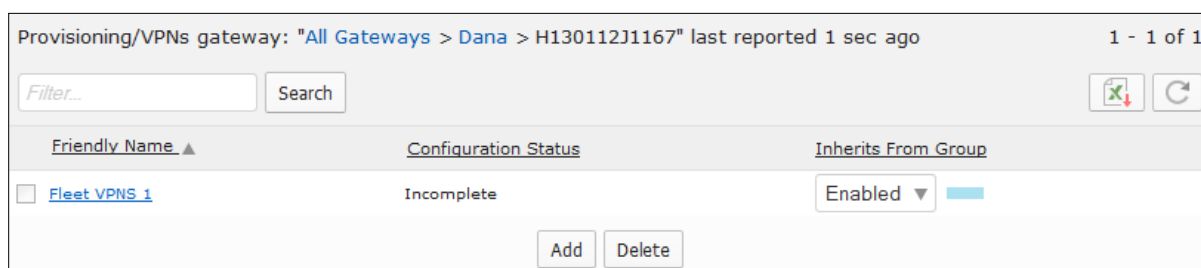 Provisioning/VPNs gateway: "All Gateways > Dana > H130112J1167" last reported 1 sec ago 1 - 1 of 1
Filter... Search
Friendly Name ▲ Configuration Status Inherits From Group
Fleet VPNS 1 Incomplete Enabled ▼
Add Delete